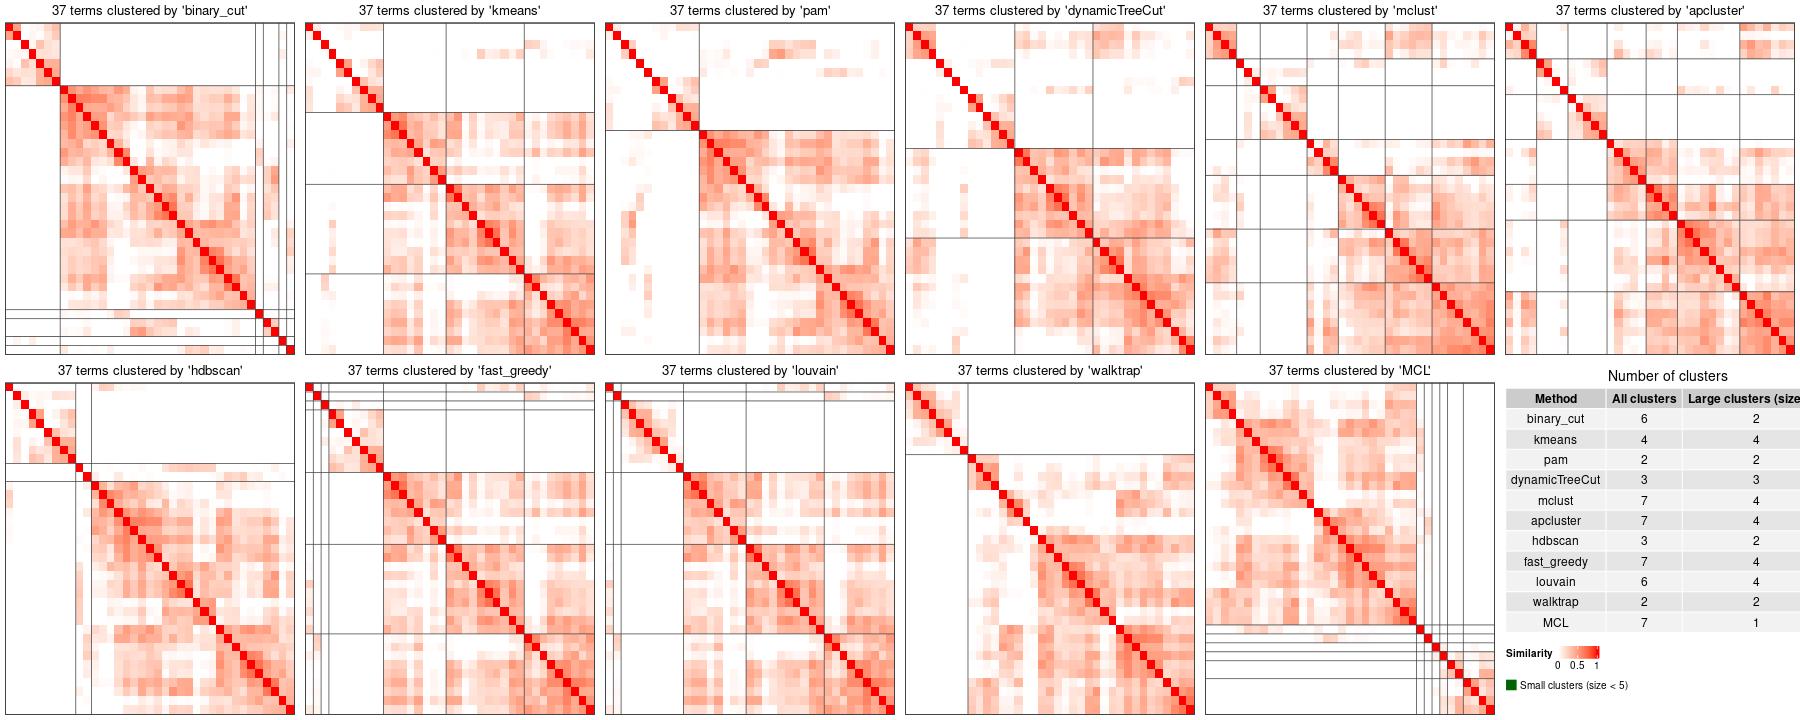 37 terms clustered by 'binary_cut'
37 terms clustered by 'kmeans'
37 terms clustered by 'pam'
37 terms clustered by 'dynamicTreeCut'
37 terms clustered by 'mclust'
37 terms clustered by 'apcluster'
37 terms clustered by 'hdbscan'
37 terms clustered by 'fast_greedy'
37 terms clustered by 'louvain'
37 terms clustered by 'walktrap'
37 terms clustered by 'MCL'
Number of clusters
Method All clusters Large clusters (size
binary_cut 6 2
kmeans 4 4
pam 2 2
dynamicTreeCut 3 3
mclust 7 4
apcluster 7 4
hdbscan 3 2
fast_greedy 7 4
louvain 6 4
walktrap 2 2
MCL 7 1
Similarity
0 0.5 1
Small clusters (size < 5)